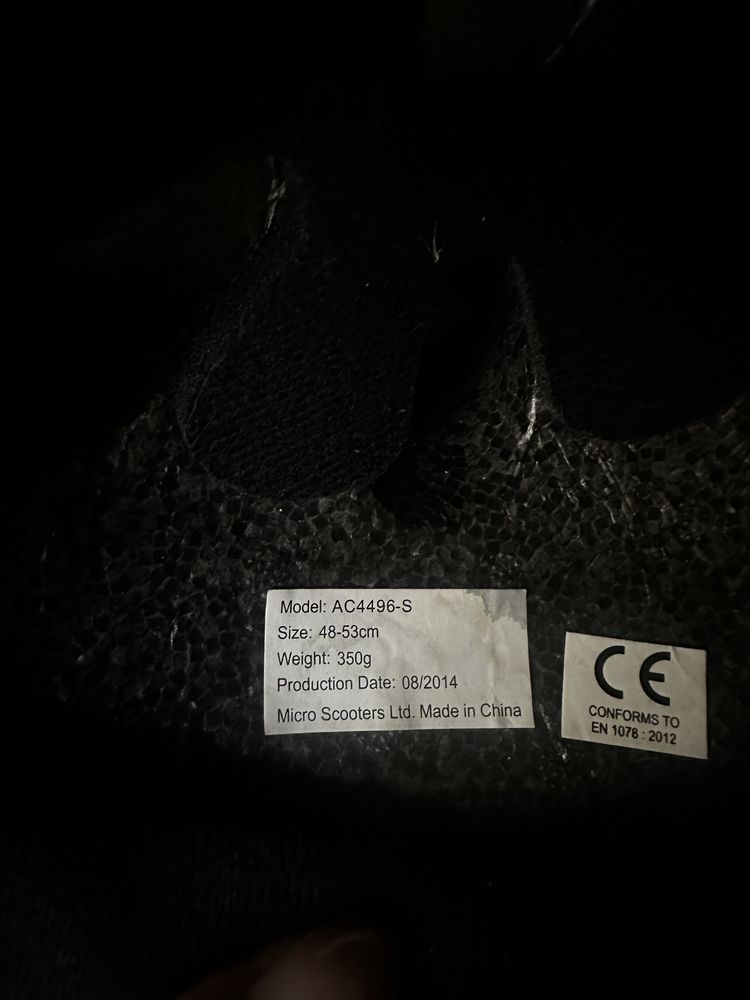 Model: AC4496-S
Size: 48-53cm
Weight: 350g
Production Date: 08/2014
Micro Scooters Ltd. Made in China
CE
CONFORMS TO
EN 1078 : 2012